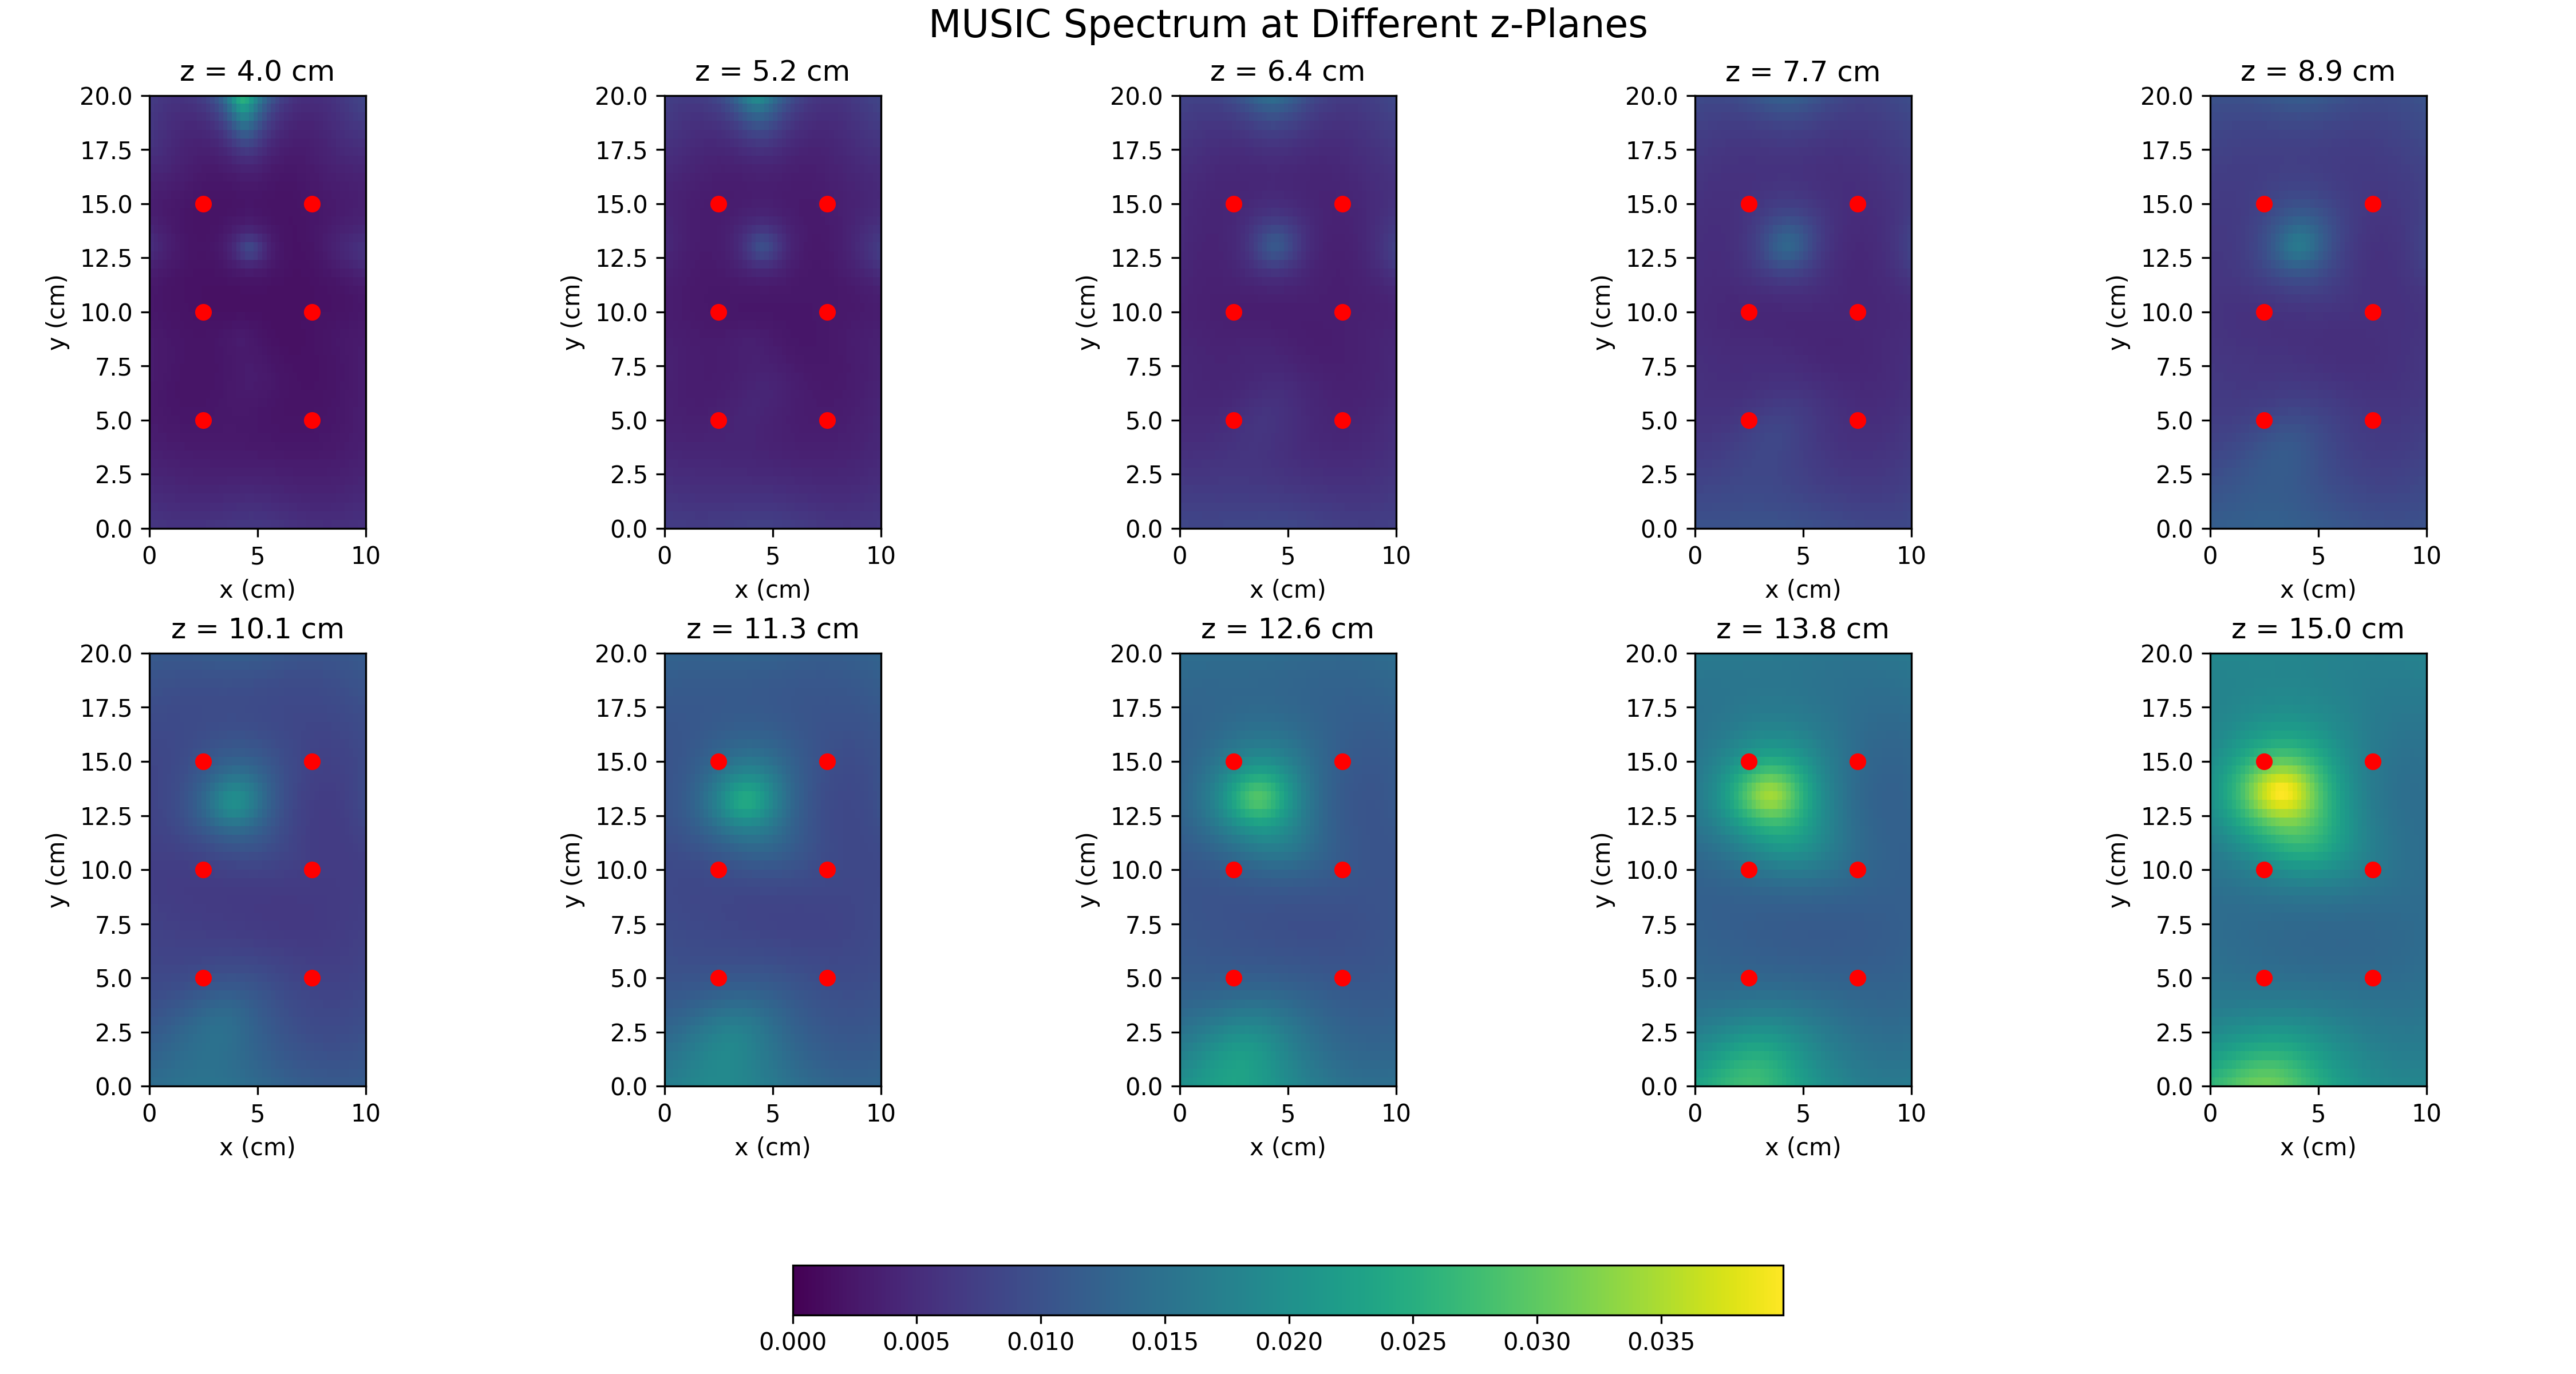 MUSIC Spectrum at Different z-Planes
z = 4.0 cm
20.0
17.5
15.0
12.5
10.0
7.5
5.0
2.5
0.0
y (cm)
0 5 10
x (cm)
z = 5.2 cm
20.0
17.5
15.0
12.5
10.0
7.5
5.0
2.5
0.0
y (cm)
0 5 10
x (cm)
z = 6.4 cm
20.0
17.5
15.0
12.5
10.0
7.5
5.0
2.5
0.0
y (cm)
0 5 10
x (cm)
z = 7.7 cm
20.0
17.5
15.0
12.5
10.0
7.5
5.0
2.5
0.0
y (cm)
0 5 10
x (cm)
z = 8.9 cm
20.0
17.5
15.0
12.5
10.0
7.5
5.0
2.5
0.0
y (cm)
0 5 10
x (cm)
z = 10.1 cm
20.0
17.5
15.0
12.5
10.0
7.5
5.0
2.5
0.0
y (cm)
0 5 10
x (cm)
z = 11.3 cm
20.0
17.5
15.0
12.5
10.0
7.5
5.0
2.5
0.0
y (cm)
0 5 10
x (cm)
z = 12.6 cm
20.0
17.5
15.0
12.5
10.0
7.5
5.0
2.5
0.0
y (cm)
0 5 10
x (cm)
z = 13.8 cm
20.0
17.5
15.0
12.5
10.0
7.5
5.0
2.5
0.0
y (cm)
0 5 10
x (cm)
z = 15.0 cm
20.0
17.5
15.0
12.5
10.0
7.5
5.0
2.5
0.0
y (cm)
0 5 10
x (cm)
0.000 0.005 0.010 0.015 0.020 0.025 0.030 0.035